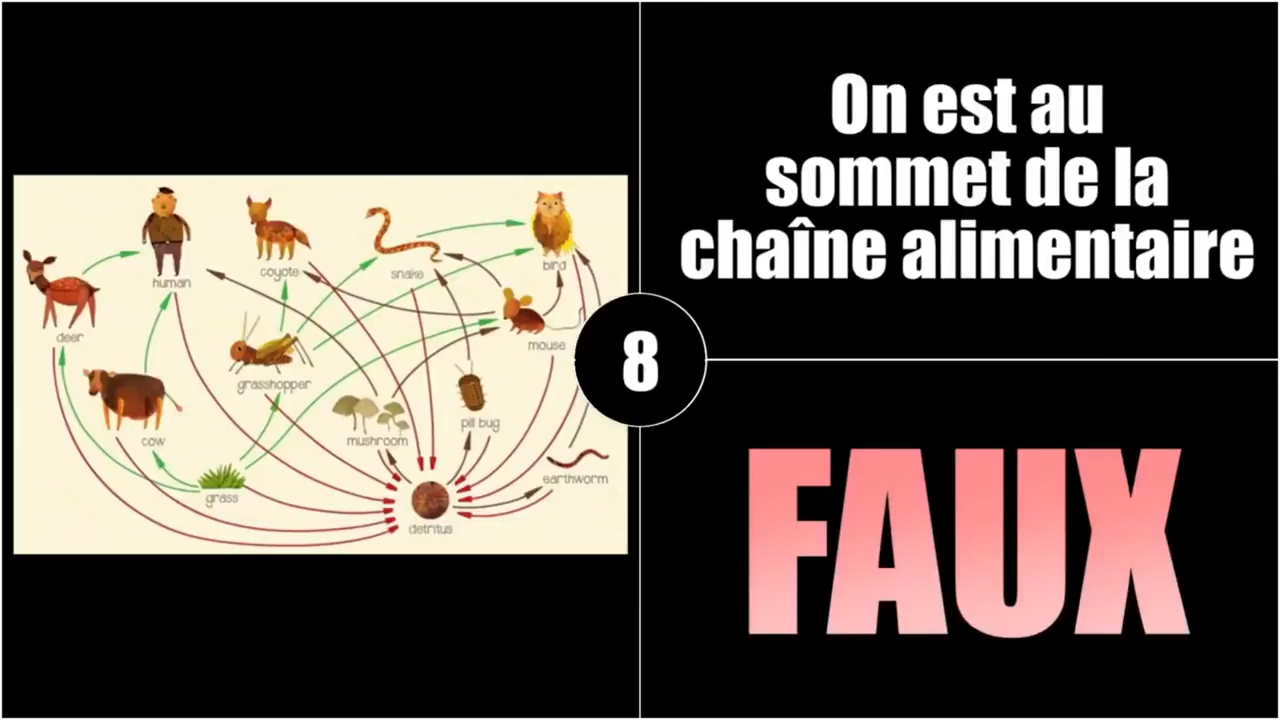 On est au
sommet de la
chaîne alimentaire
8
FAUX
human
coyote
snake
bird
deer
mouse
grasshopper
cow
mushroom
pill bug
grass
earthworm
detritus